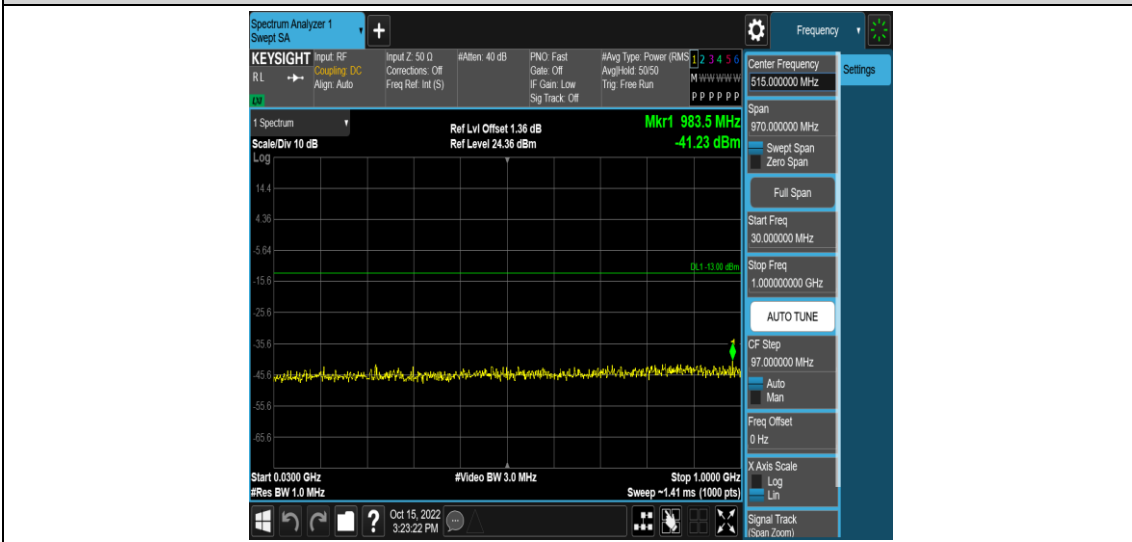 Spectrum Analyzer 1
Swept SA
+
Frequency
KEYSIGHT
RL
LXI
Input: RF
Coupling: DC
Align: Auto
Input Z: 50 Ω
Corrections: Off
Freq Ref: Int (S)
#Atten: 40 dB
PNO: Fast
Gate: Off
IF Gain: Low
Sig Track: Off
#Avg Type: Power (RMS
Avg|Hold: 50/50
Trig: Free Run
1 2 3 4 5 6
M W W W W W
P P P P P P
1 Spectrum
Scale/Div 10 dB
Log
Ref Lvl Offset 1.36 dB
Ref Level 24.36 dBm
Mkr1 983.5 MHz
-41.23 dBm
14.4
4.36
-5.64
DL1 -13.00 dBm
-15.6
-25.6
-35.6
1
-45.6
-55.6
-65.6
Start 0.0300 GHz
#Res BW 1.0 MHz
#Video BW 3.0 MHz
Stop 1.0000 GHz
Sweep ~1.41 ms (1000 pts)
?
Oct 15, 2022
3:23:22 PM
Center Frequency
515.000000 MHz
Settings
Span
970.000000 MHz
Swept Span
Zero Span
Full Span
Start Freq
30.000000 MHz
Stop Freq
1.000000000 GHz
AUTO TUNE
CF Step
97.000000 MHz
Auto
Man
Freq Offset
0 Hz
X Axis Scale
Log
Lin
Signal Track
(Span Zoom)